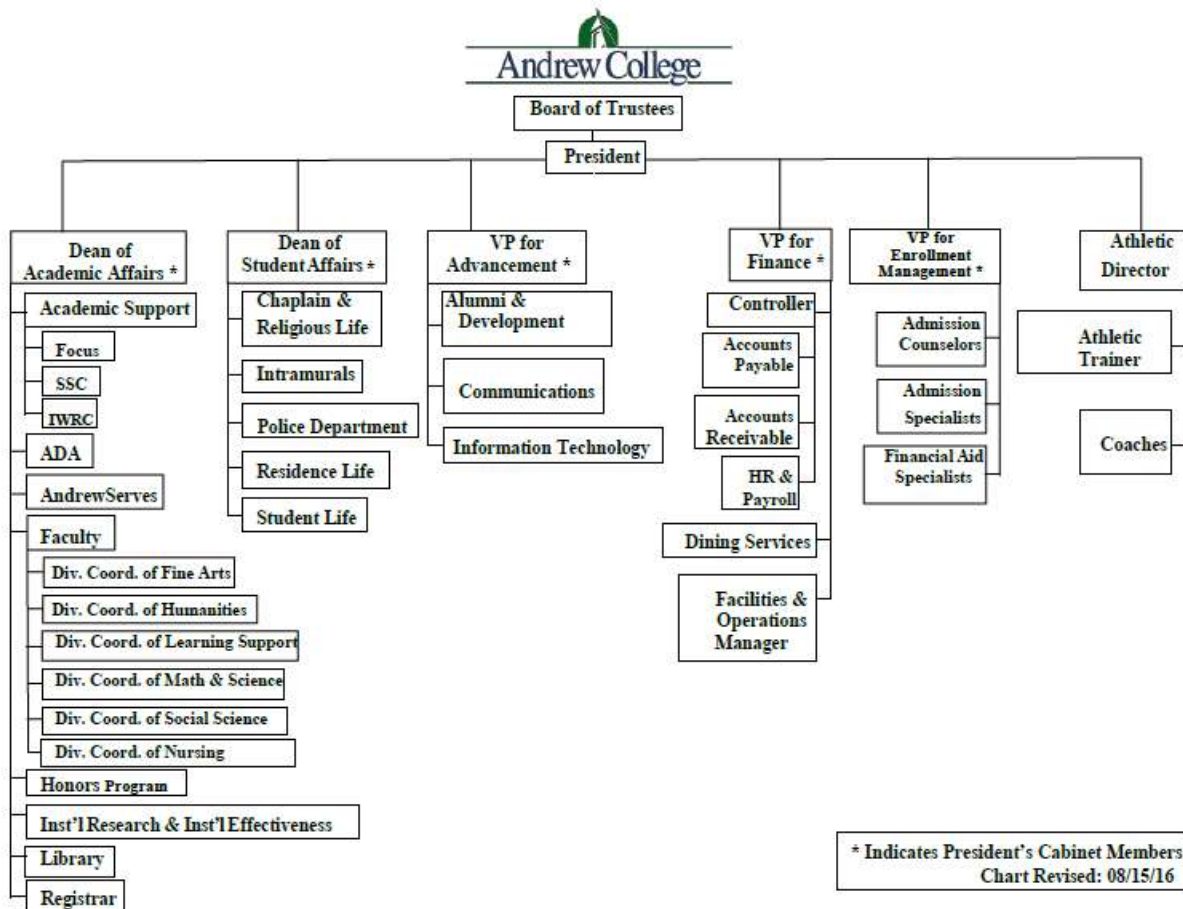 Andrew College
Board of Trustees
President
Dean of
Academic Affairs *
Academic Support
Focus
SSC
IWRC
ADA
AndrewServes
Faculty
Div. Coord. of Fine Arts
Div. Coord. of Humanities
Div. Coord. of Learning Support
Div. Coord. of Math & Science
Div. Coord. of Social Science
Div. Coord. of Nursing
Honors Program
Inst'l Research & Inst'l Effectiveness
Library
Registrar
Dean of
Student Affairs *
Chaplain &
Religious Life
Intramurals
Police Department
Residence Life
Student Life
VP for
Advancement *
Alumni &
Development
Communications
Information Technology
VP for
Finance *
Controller
Accounts
Payable
Accounts
Receivable
HR &
Payroll
Dining Services
Facilities &
Operations
Manager
VP for
Enrollment
Management *
Admission
Counselors
Admission
Specialists
Financial Aid
Specialists
Athletic
Director
Athletic
Trainer
Coaches
* Indicates President's Cabinet Members
Chart Revised: 08/15/16